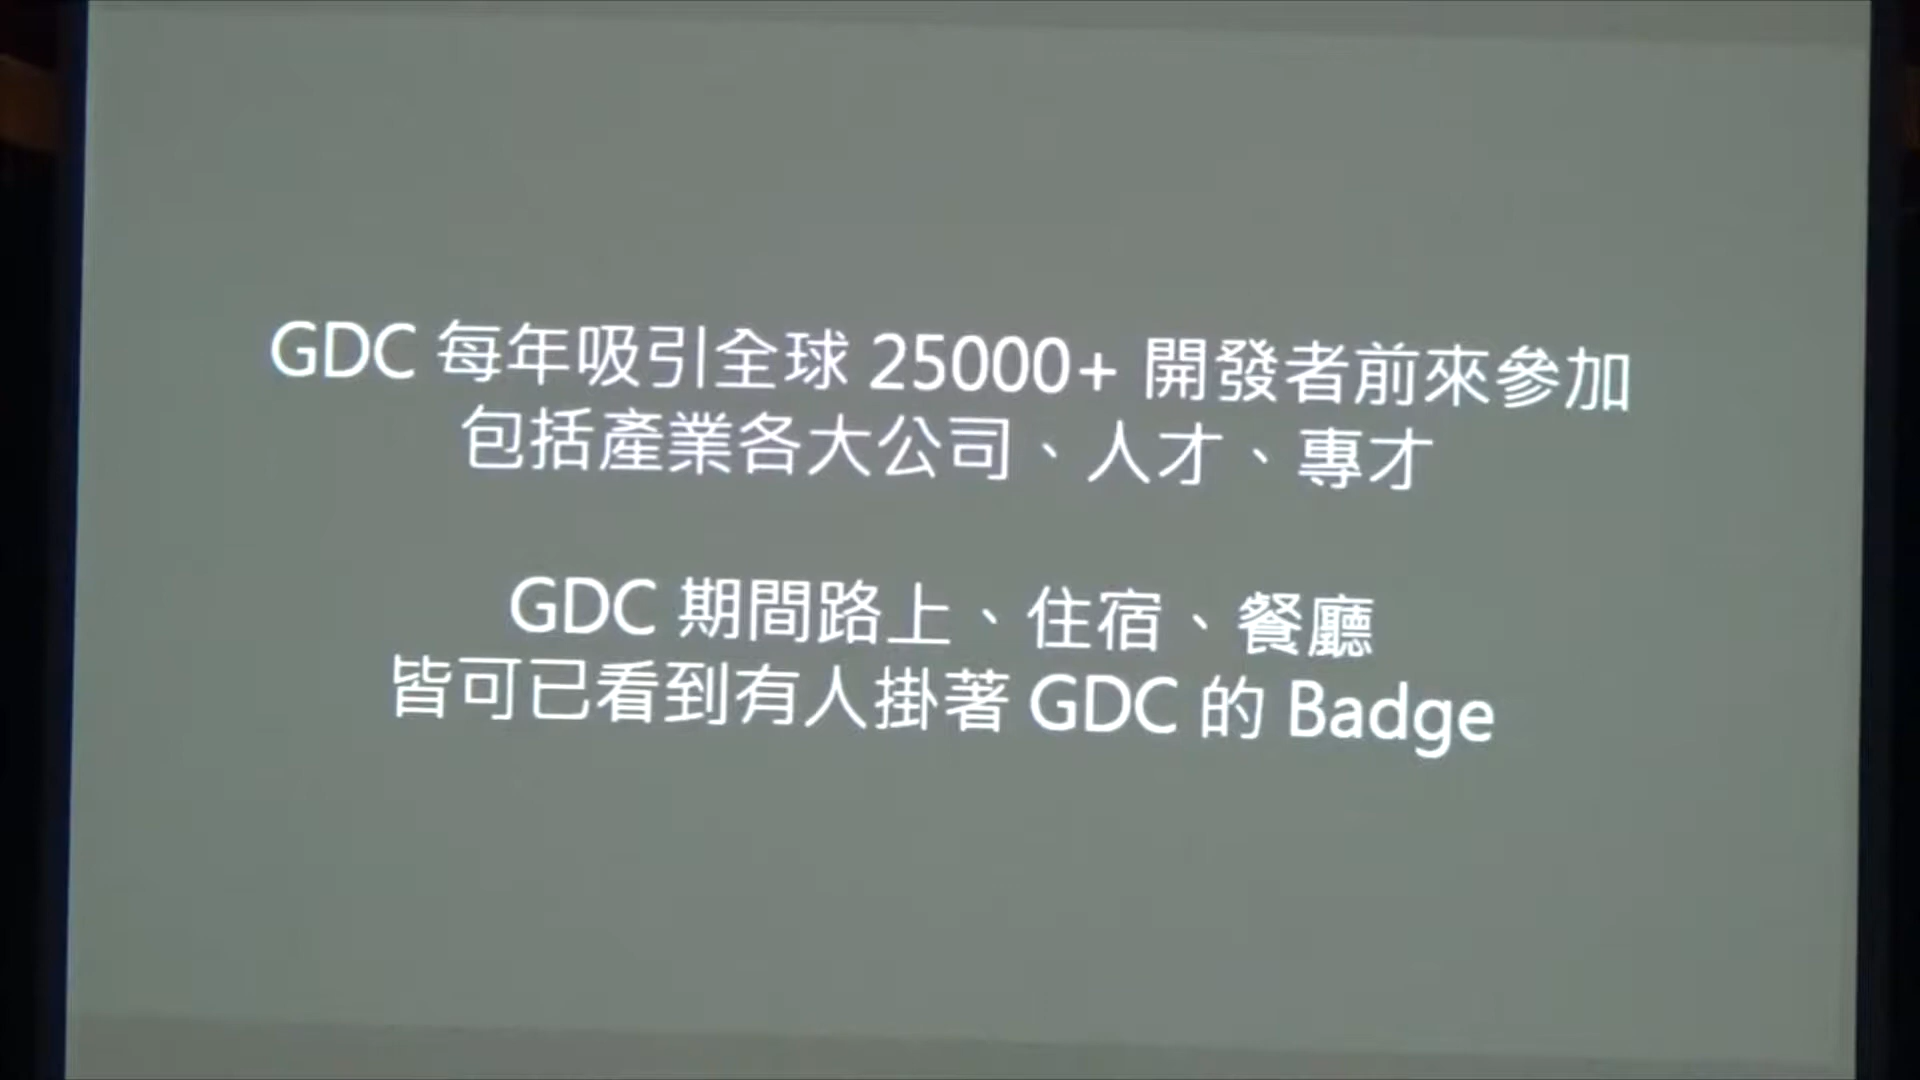 GDC 每年吸引全球 25000+ 開發者前來參加
包括產業各大公司、人才、專才
GDC 期間路上、住宿、餐廳
皆可已看到有人掛著 GDC 的 Badge